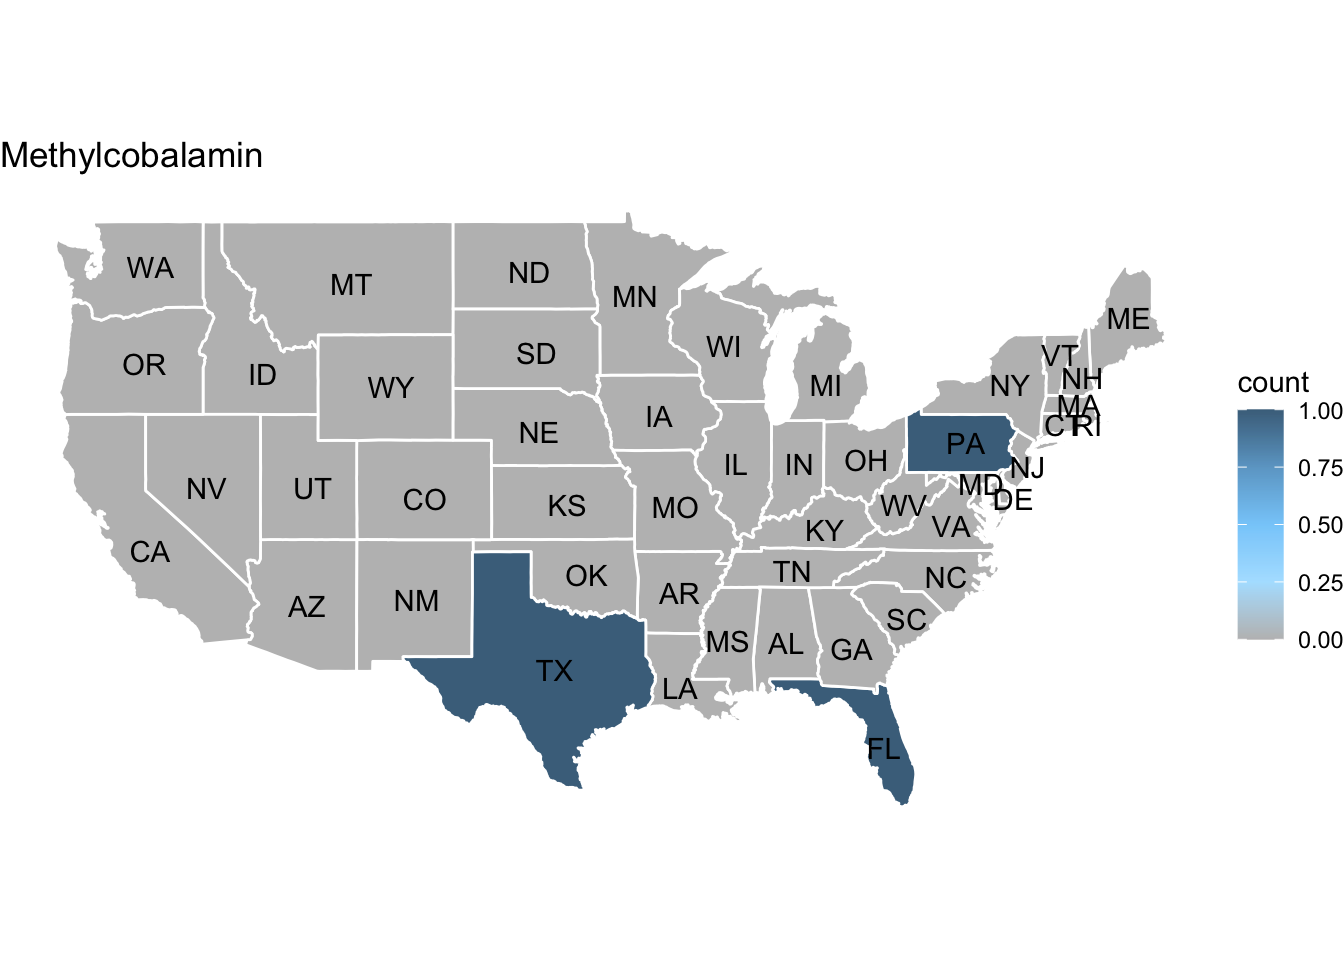 Methylcobalamin
WA
MT
ND
MN
ME
OR
ID
WY
SD
WI
MI
VT
NH
NY
MA
CT
RI
NV
UT
CO
NE
IA
IL
IN
OH
PA
NJ
MD
DE
CA
KS
MO
WV
KY
VA
AZ
NM
OK
AR
TN
NC
SC
TX
LA
MS
AL
GA
FL
count
1.00
0.75
0.50
0.25
0.00